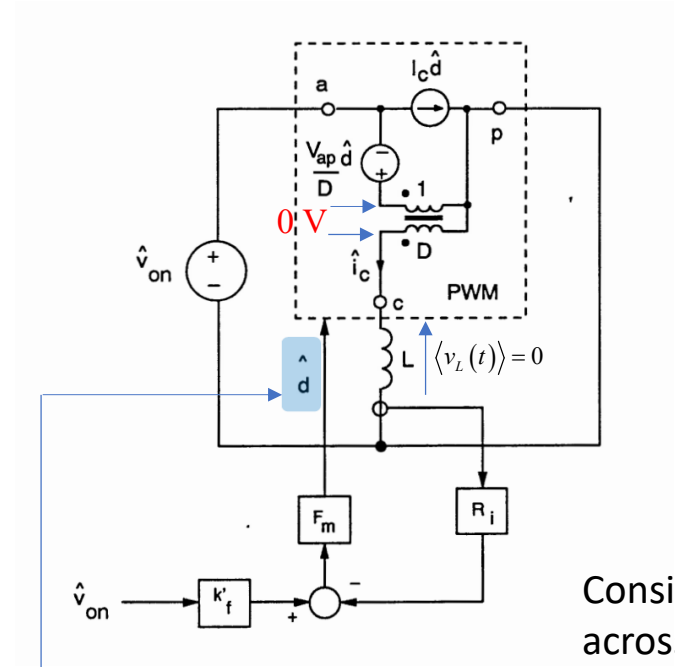 I_c d̂
a
p
V_ap d̂
D
−
+
• 1
0 V
• D
î_c
+
−
v̂_on
PWM
c
L
⟨v_L(t)⟩ = 0
d̂
F_m
R_i
−
v̂_on
k'_f
+
Consi
acros